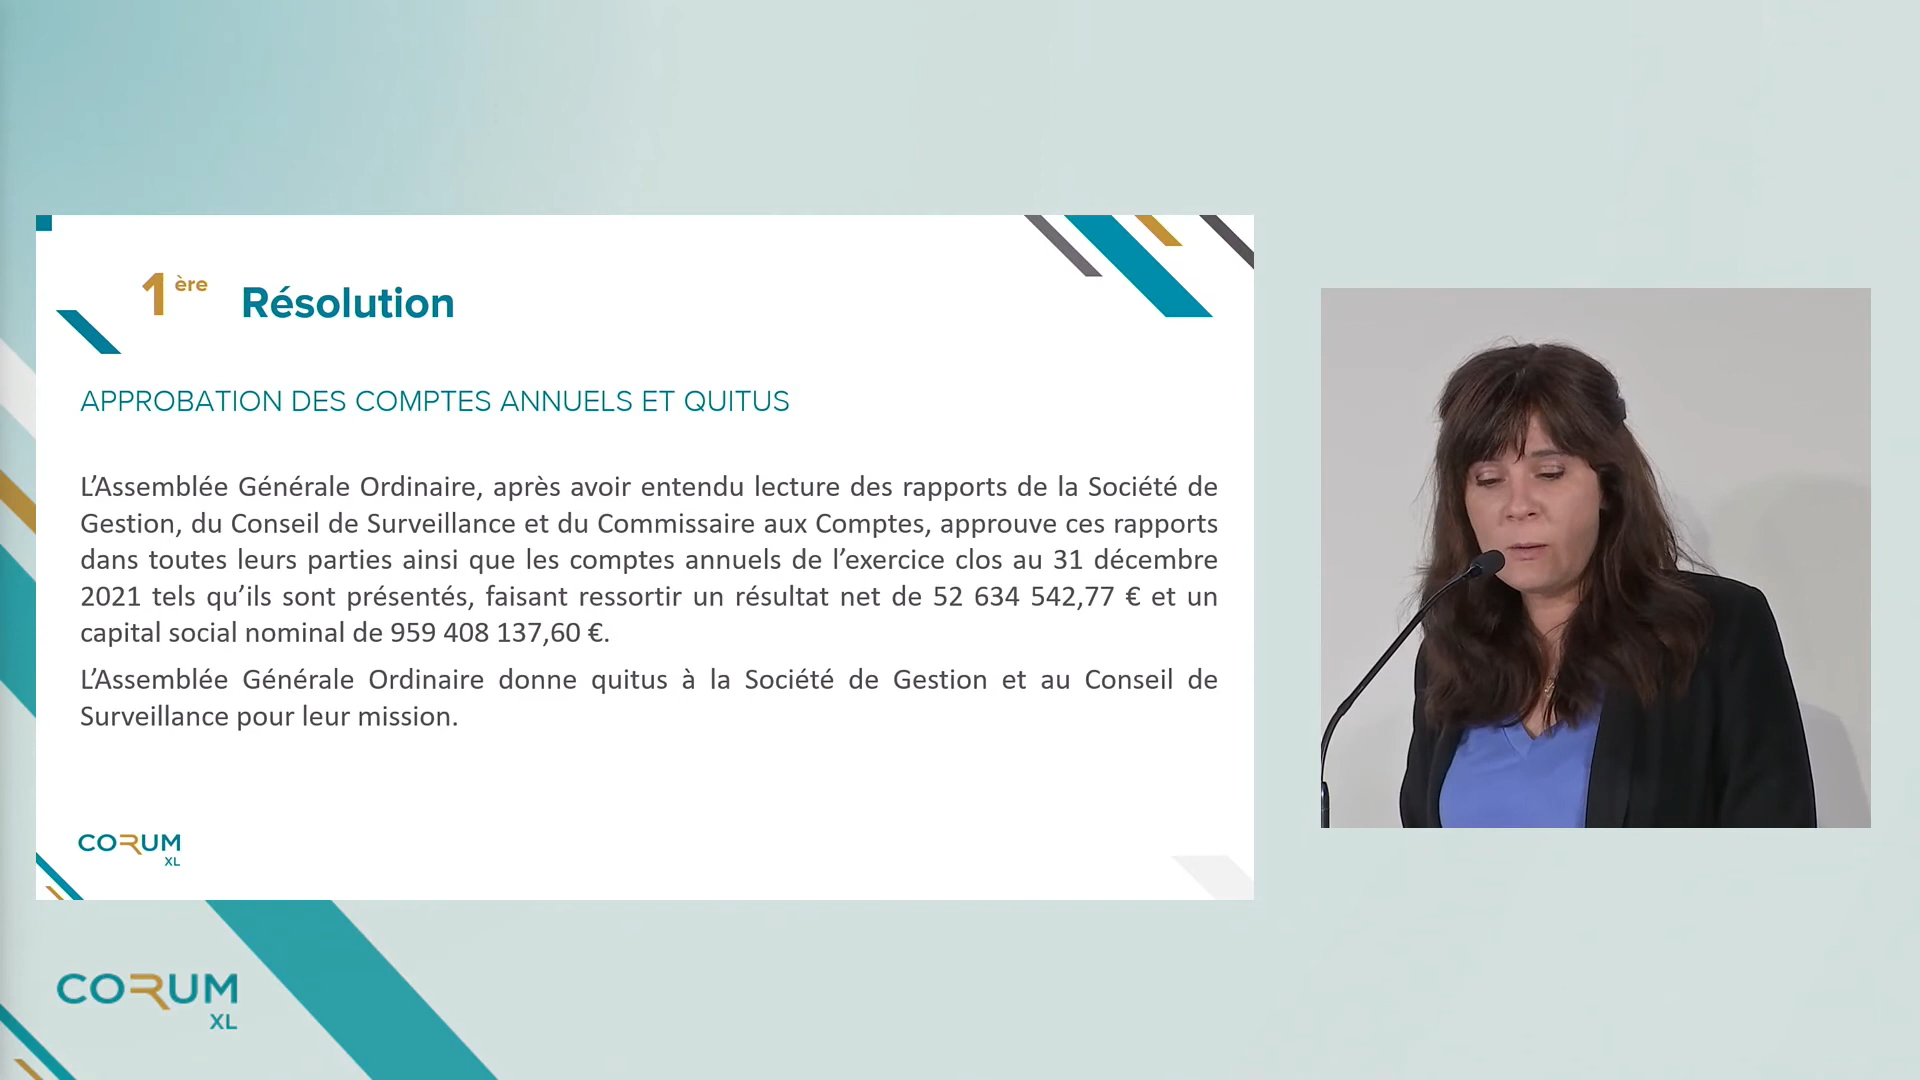 1ère Résolution
APPROBATION DES COMPTES ANNUELS ET QUITUS
L’Assemblée Générale Ordinaire, après avoir entendu lecture des rapports de la Société de
Gestion, du Conseil de Surveillance et du Commissaire aux Comptes, approuve ces rapports
dans toutes leurs parties ainsi que les comptes annuels de l’exercice clos au 31 décembre
2021 tels qu’ils sont présentés, faisant ressortir un résultat net de 52 634 542,77 € et un
capital social nominal de 959 408 137,60 €.
L’Assemblée Générale Ordinaire donne quitus à la Société de Gestion et au Conseil de
Surveillance pour leur mission.
CORUM
XL
CORUM
XL